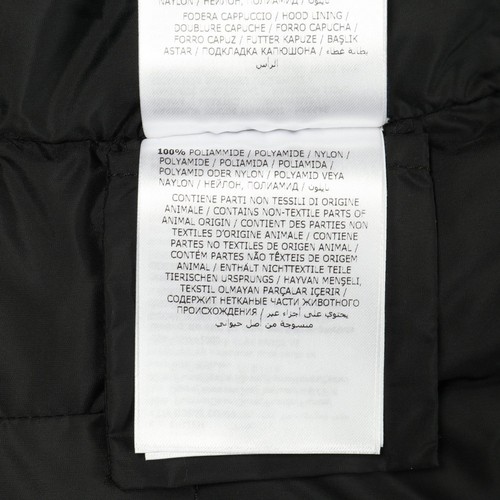 NAYLON / НЕЙЛОН, ПОЛИАМИД / نايلون
FODERA CAPPUCCIO / HOOD LINING /
DOUBLURE CAPUCHE / FORRO CAPUCHA /
FORRO CAPUZ / FUTTER KAPUZE / BAŞLIK
ASTAR / ПОДКЛАДКА КАПЮШОНА / بطانة غطاء
الرأس
100% POLIAMMIDE / POLYAMIDE / NYLON /
POLYAMIDE / POLIAMIDA / POLIAMIDA /
POLYAMID ODER NYLON / POLYAMID VEYA
NAYLON / НЕЙЛОН, ПОЛИАМИД / نايلون
CONTIENE PARTI NON TESSILI DI ORIGINE
ANIMALE / CONTAINS NON-TEXTILE PARTS OF
ANIMAL ORIGIN / CONTIENT DES PARTIES NON
TEXTILES D'ORIGINE ANIMALE / CONTIENE
PARTES NO TEXTILES DE ORIGEN ANIMAL /
CONTÉM PARTES NÃO TÊXTEIS DE ORIGEM
ANIMAL / ENTHÄLT NICHTTEXTILE TEILE
TIERISCHEN URSPRUNGS / HAYVAN MENŞELİ,
TEKSTIL OLMAYAN PARÇALAR IÇERIR /
СОДЕРЖИТ НЕТКАНЫЕ ЧАСТИ ЖИВОТНОГО
ПРОИСХОЖДЕНИЯ / يحتوي على أجزاء غير
منسوجة من أصل حيواني